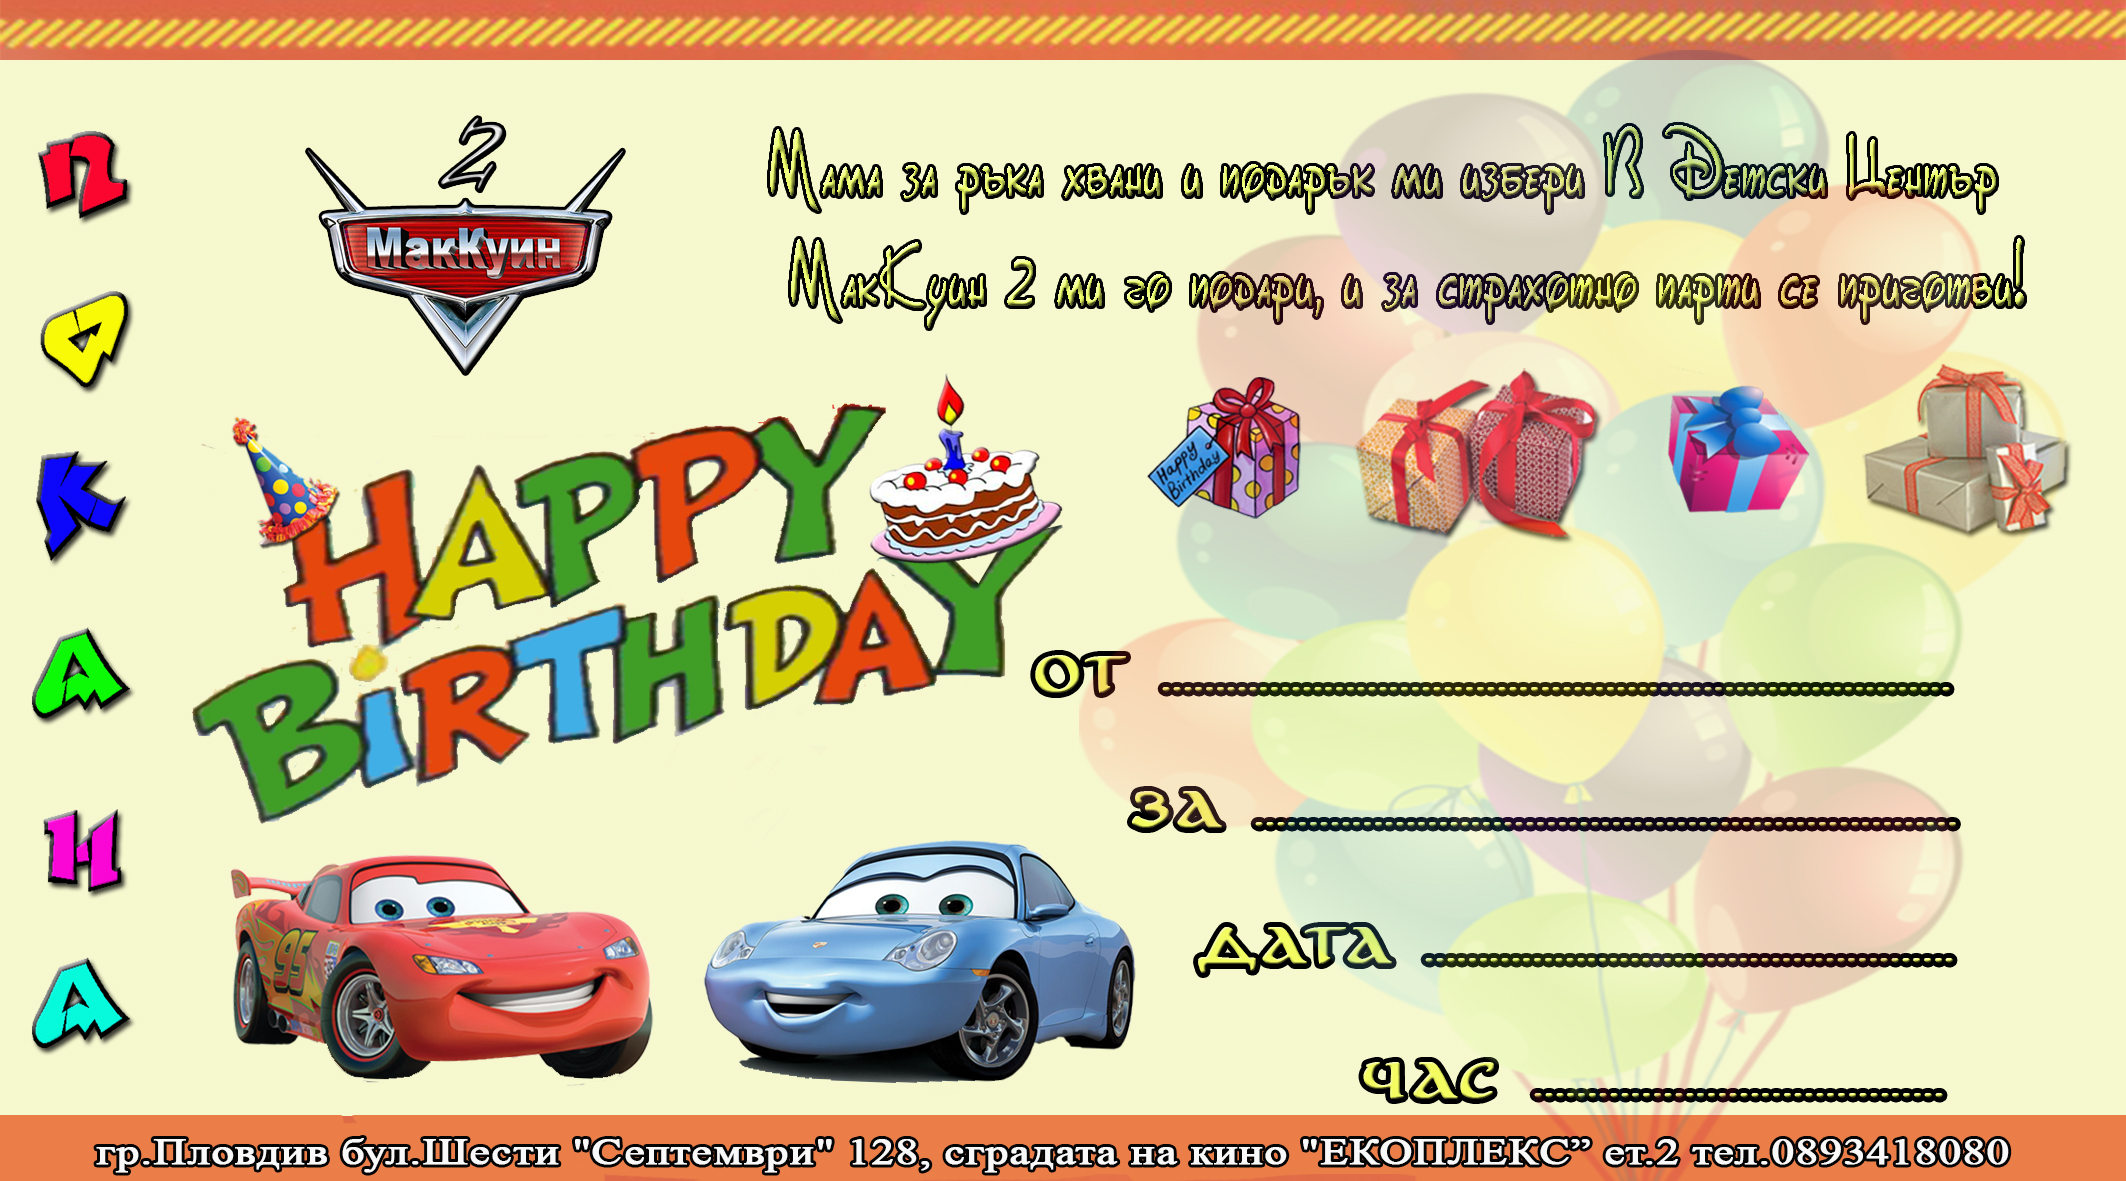 ПОКАНА
2
МакКуин
Мама за ръка хвани и подарък ми избери В Детски Център
МакКуин 2 ми го подари, и за страхотно парти се приготви!
HAPPY
BiRTHDAY
Happy
Birthday
ОТ ................................................................
ЗА ................................................................
ДАТА ................................................
ЧАС ......................................
95
гр.Пловдив бул.Шести "Септември" 128, сградата на кино "ЕКОПЛЕКС” ет.2 тел.0893418080